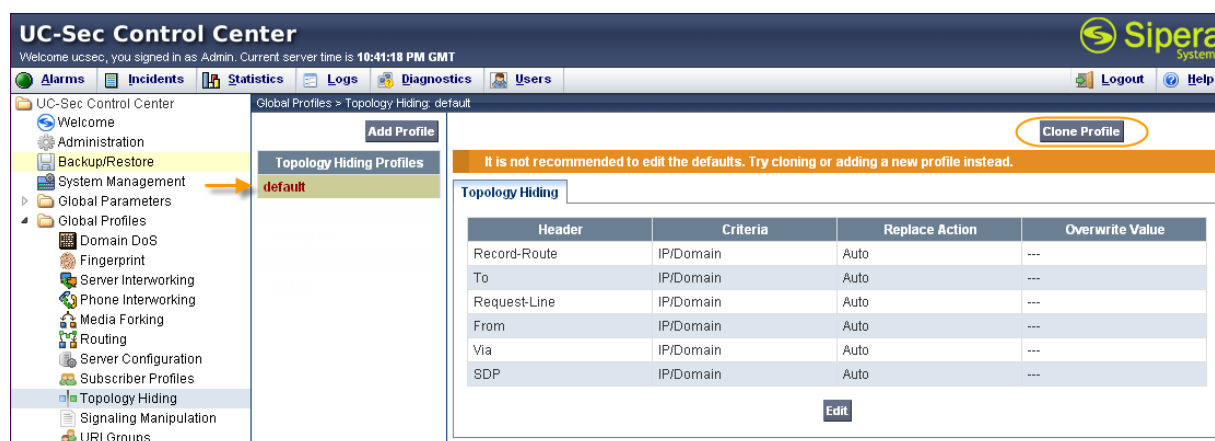 UC-Sec Control Center
Welcome ucsec, you signed in as Admin. Current server time is 10:41:18 PM GMT
Sipera
System
Alarms Incidents Statistics Logs Diagnostics Users Logout Help
UC-Sec Control Center
Welcome
Administration
Backup/Restore
System Management
Global Parameters
Global Profiles
Domain DoS
Fingerprint
Server Interworking
Phone Interworking
Media Forking
Routing
Server Configuration
Subscriber Profiles
Topology Hiding
Signaling Manipulation
URI Groups
Global Profiles > Topology Hiding: default
Add Profile
Topology Hiding Profiles
default
Clone Profile
It is not recommended to edit the defaults. Try cloning or adding a new profile instead.
Topology Hiding
Header Criteria Replace Action Overwrite Value
Record-Route IP/Domain Auto ---
To IP/Domain Auto ---
Request-Line IP/Domain Auto ---
From IP/Domain Auto ---
Via IP/Domain Auto ---
SDP IP/Domain Auto ---
Edit